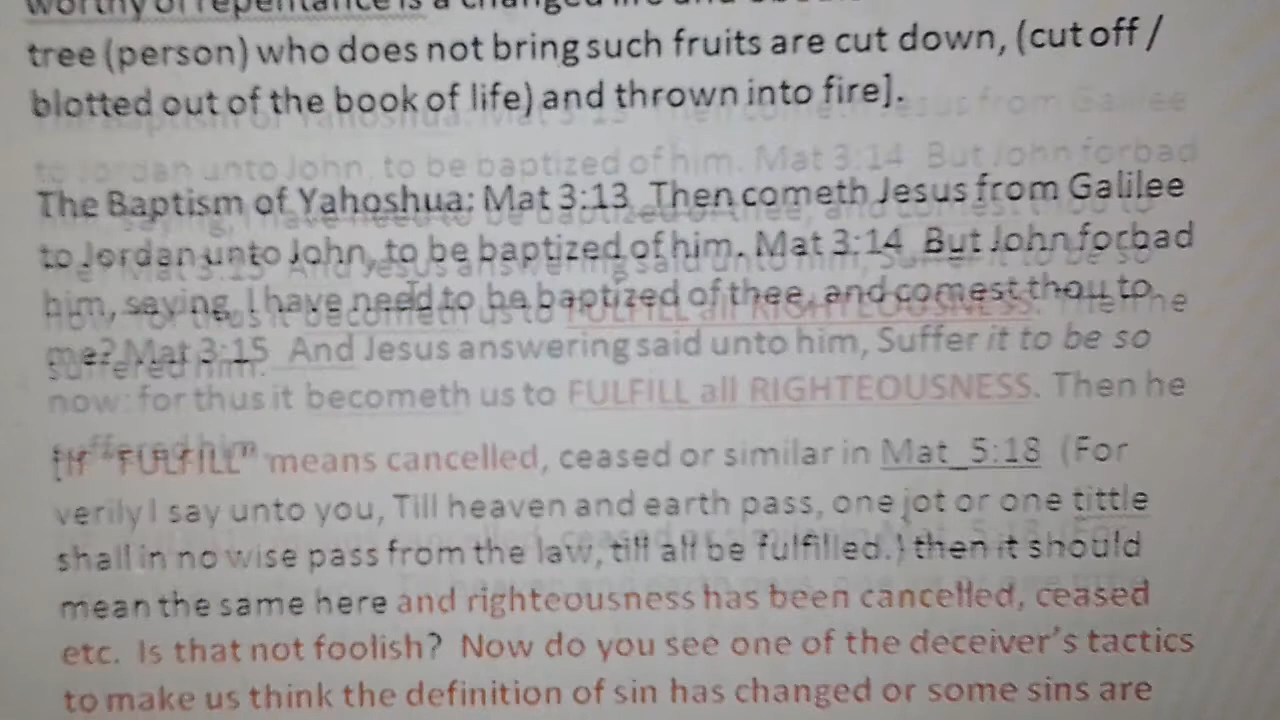 worthy of repentance is a changed life and
tree (person) who does not bring such fruits are cut down, (cut off /
blotted out of the book of life) and thrown into fire].
The Baptism of Yahoshua: Mat 3:13 Then cometh Jesus from Galilee
to Jordan unto John, to be baptized of him. Mat 3:14 But John forbad
him, saying, I have need to be baptized of thee, and comest thou to
me? Mat 3:15 And Jesus answering said unto him, Suffer it to be so
now: for thus it becometh us to FULFILL all RIGHTEOUSNESS. Then he
suffered him.
[If "FULFILL" means cancelled, ceased or similar in Mat_5:18 (For
verily I say unto you, Till heaven and earth pass, one jot or one tittle
shall in no wise pass from the law, till all be fulfilled.) then it should
mean the same here and righteousness has been cancelled, ceased
etc. Is that not foolish? Now do you see one of the deceiver's tactics
to make us think the definition of sin has changed or some sins are